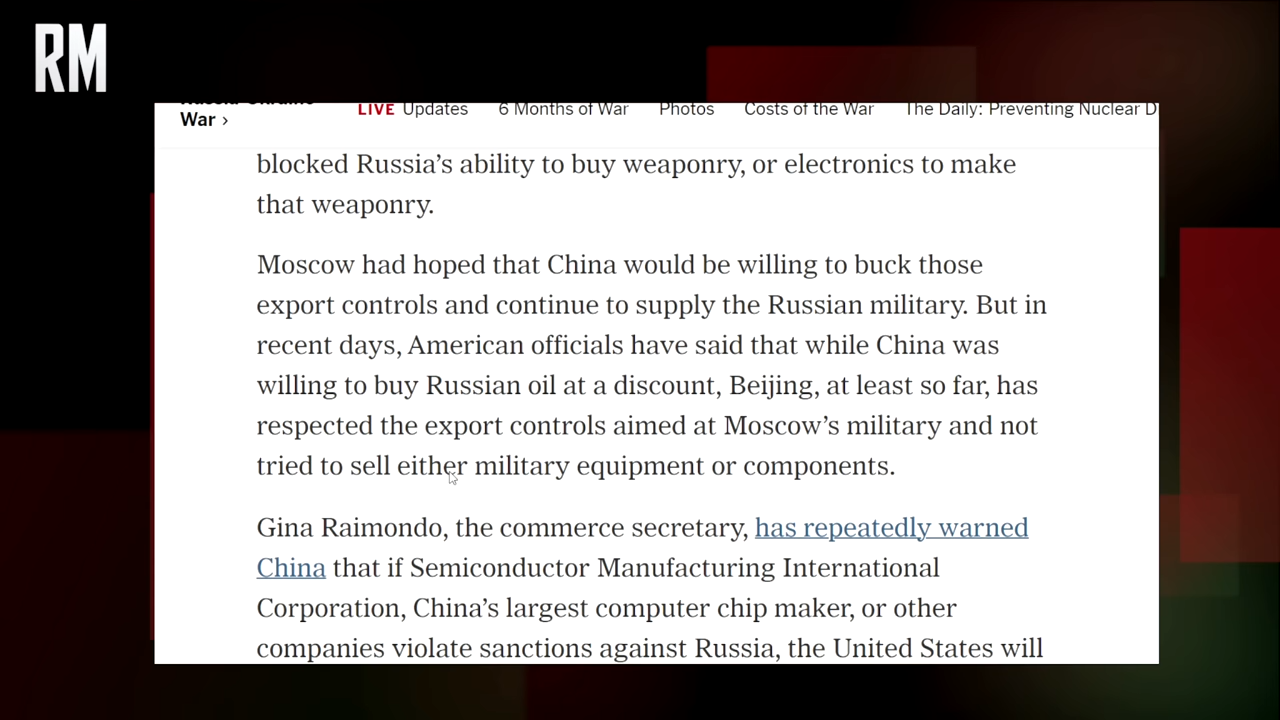 RM
War ›
LIVE Updates 6 Months of War Photos Costs of the War The Daily: Preventing Nuclear D
blocked Russia’s ability to buy weaponry, or electronics to make
that weaponry.
Moscow had hoped that China would be willing to buck those
export controls and continue to supply the Russian military. But in
recent days, American officials have said that while China was
willing to buy Russian oil at a discount, Beijing, at least so far, has
respected the export controls aimed at Moscow’s military and not
tried to sell either military equipment or components.
Gina Raimondo, the commerce secretary, has repeatedly warned
China that if Semiconductor Manufacturing International
Corporation, China’s largest computer chip maker, or other
companies violate sanctions against Russia, the United States will